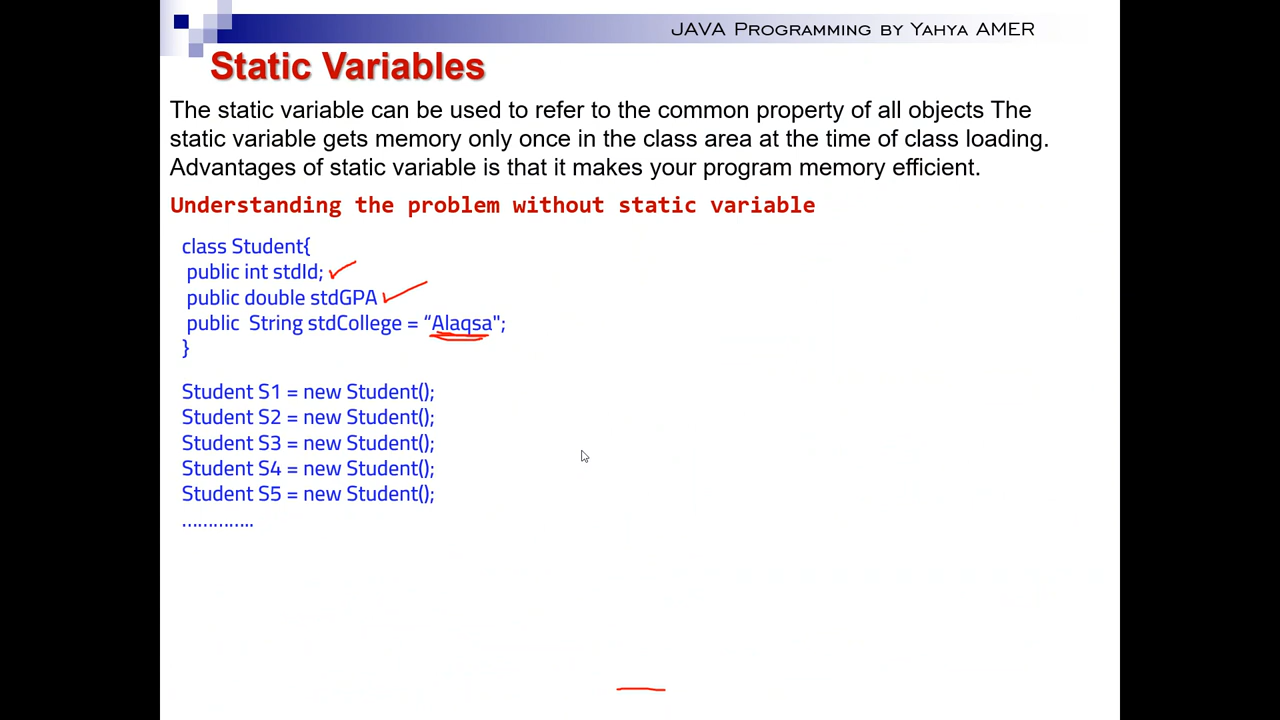 JAVA PROGRAMMING BY YAHYA AMER
Static Variables
The static variable can be used to refer to the common property of all objects The
static variable gets memory only once in the class area at the time of class loading.
Advantages of static variable is that it makes your program memory efficient.
Understanding the problem without static variable
class Student{
public int stdId;
public double stdGPA
public  String stdCollege = “Alaqsa";
}
Student S1 = new Student();
Student S2 = new Student();
Student S3 = new Student();
Student S4 = new Student();
Student S5 = new Student();
..............